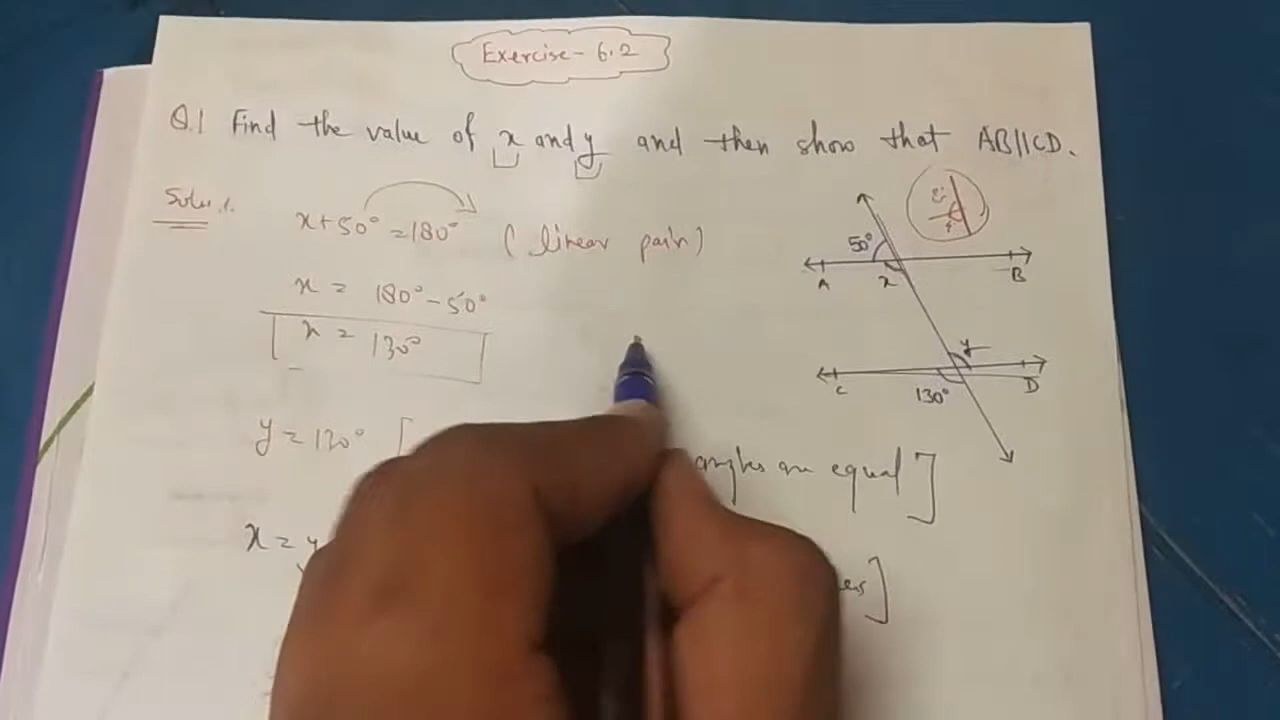 Exercise- 6.2
Q.1 Find the value of x and y and then show that AB||CD.
Solu.
x+50°=180° (linear pair)
x = 180°-50°
x = 130°
y=130° [
angles are equal]
x=y
]
50°
A
x
B
y
C
130°
D